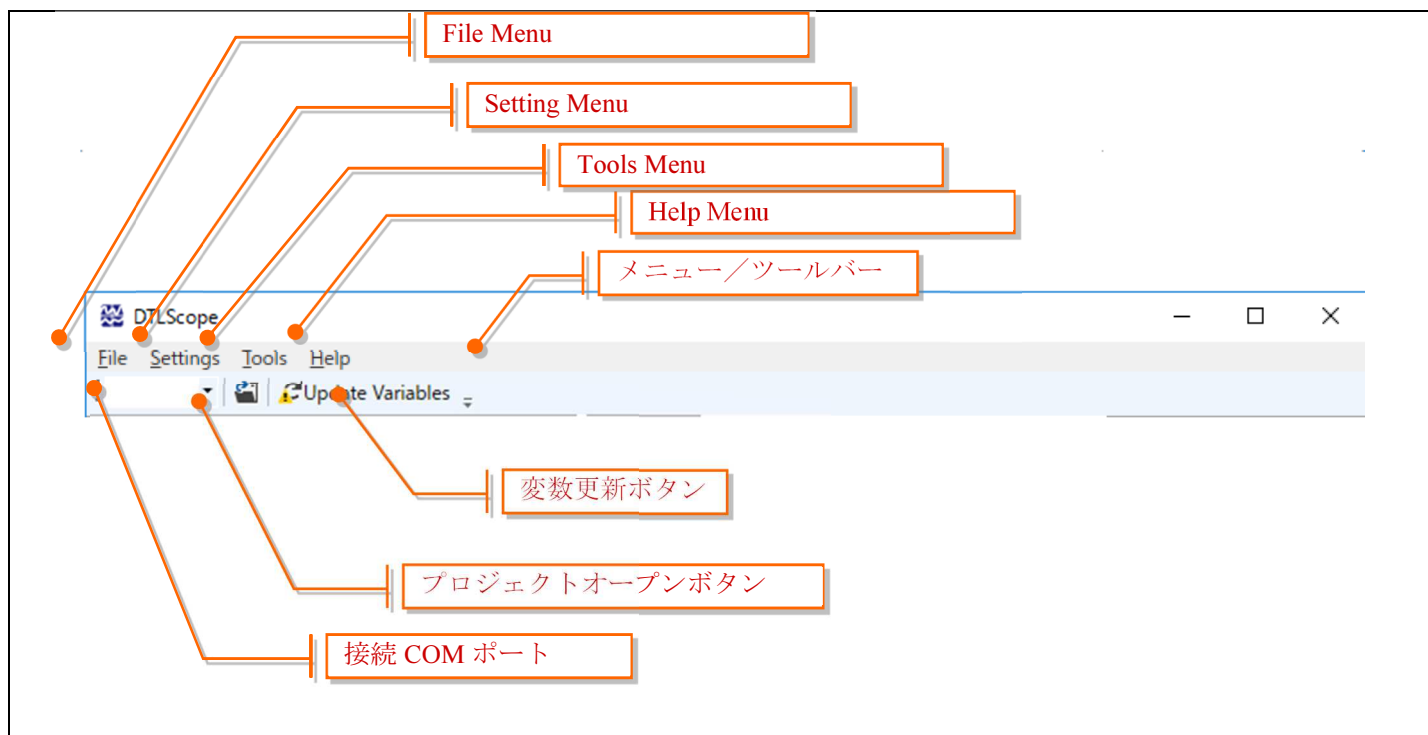 File Menu
Setting Menu
Tools Menu
Help Menu
メニュー／ツールバー
DTLScope
File Settings Tools Help
Update Variables
変数更新ボタン
プロジェクトオープンボタン
接続 COM ポート